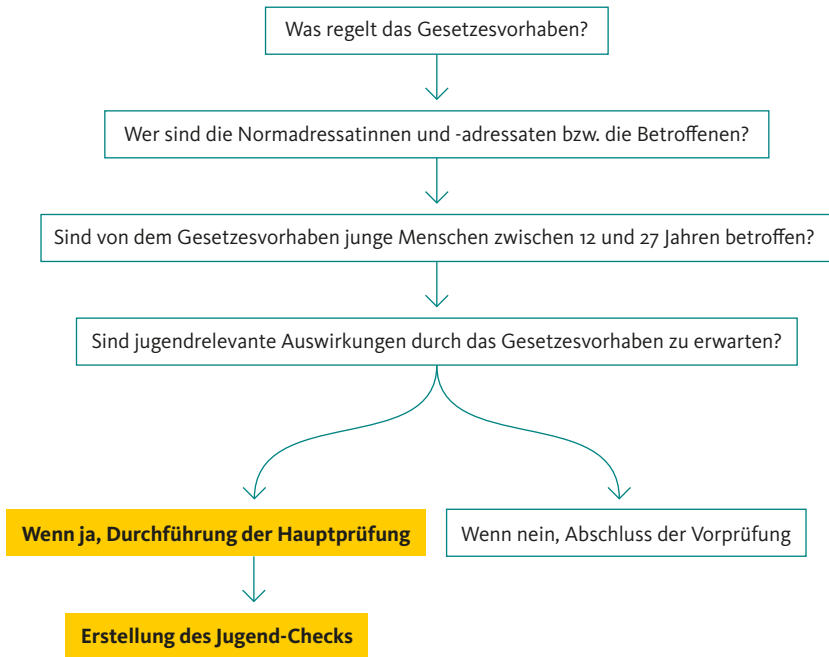 Was regelt das Gesetzesvorhaben?
Wer sind die Normadressatinnen und -adressaten bzw. die Betroffenen?
Sind von dem Gesetzesvorhaben junge Menschen zwischen 12 und 27 Jahren betroffen?
Sind jugendrelevante Auswirkungen durch das Gesetzesvorhaben zu erwarten?
Wenn ja, Durchführung der Hauptprüfung
Wenn nein, Abschluss der Vorprüfung
Erstellung des Jugend-Checks